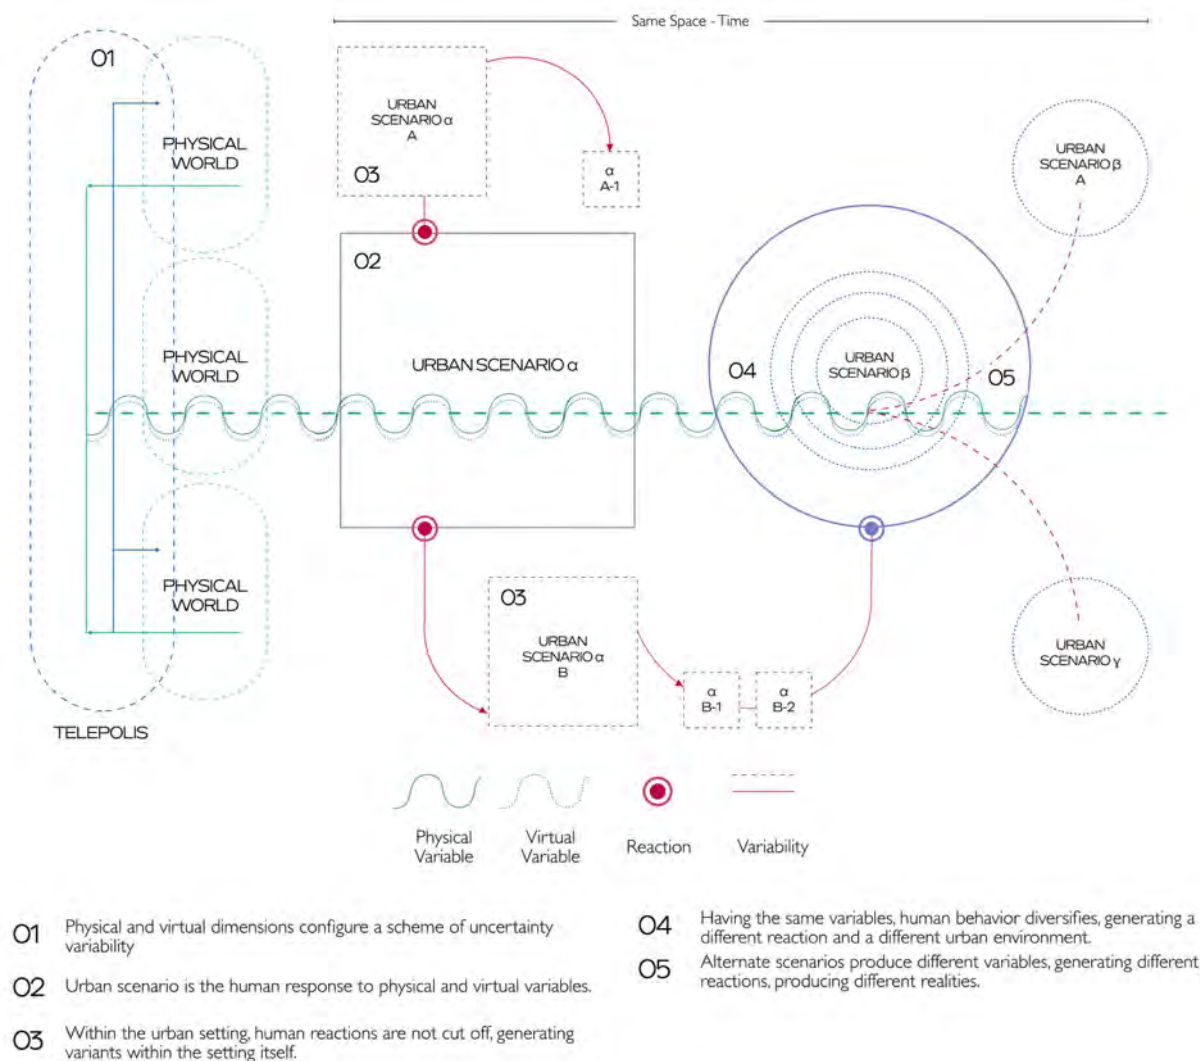 Same Space - Time
01
PHYSICAL
WORLD
PHYSICAL
WORLD
PHYSICAL
WORLD
TELEPOLIS
URBAN
SCENARIO α
A
03
α
A-1
02
URBAN SCENARIO α
03
URBAN
SCENARIO α
B
α
B-1
α
B-2
04
URBAN
SCENARIO β
05
URBAN
SCENARIO β
A
URBAN
SCENARIO γ
Physical
Variable
Virtual
Variable
Reaction
Variability
01 Physical and virtual dimensions configure a scheme of uncertainty
variability
02 Urban scenario is the human response to physical and virtual variables.
03 Within the urban setting, human reactions are not cut off, generating
variants within the setting itself.
04 Having the same variables, human behavior diversifies, generating a
different reaction and a different urban environment.
05 Alternate scenarios produce different variables, generating different
reactions, producing different realities.